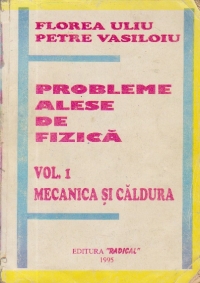 FLOREA ULIU
PETRE VASILOIU
PROBLEME
ALESE
DE
FIZICĂ
VOL. I
MECANICA ŞI CĂLDURA
EDITURA "RADICAL"
1995